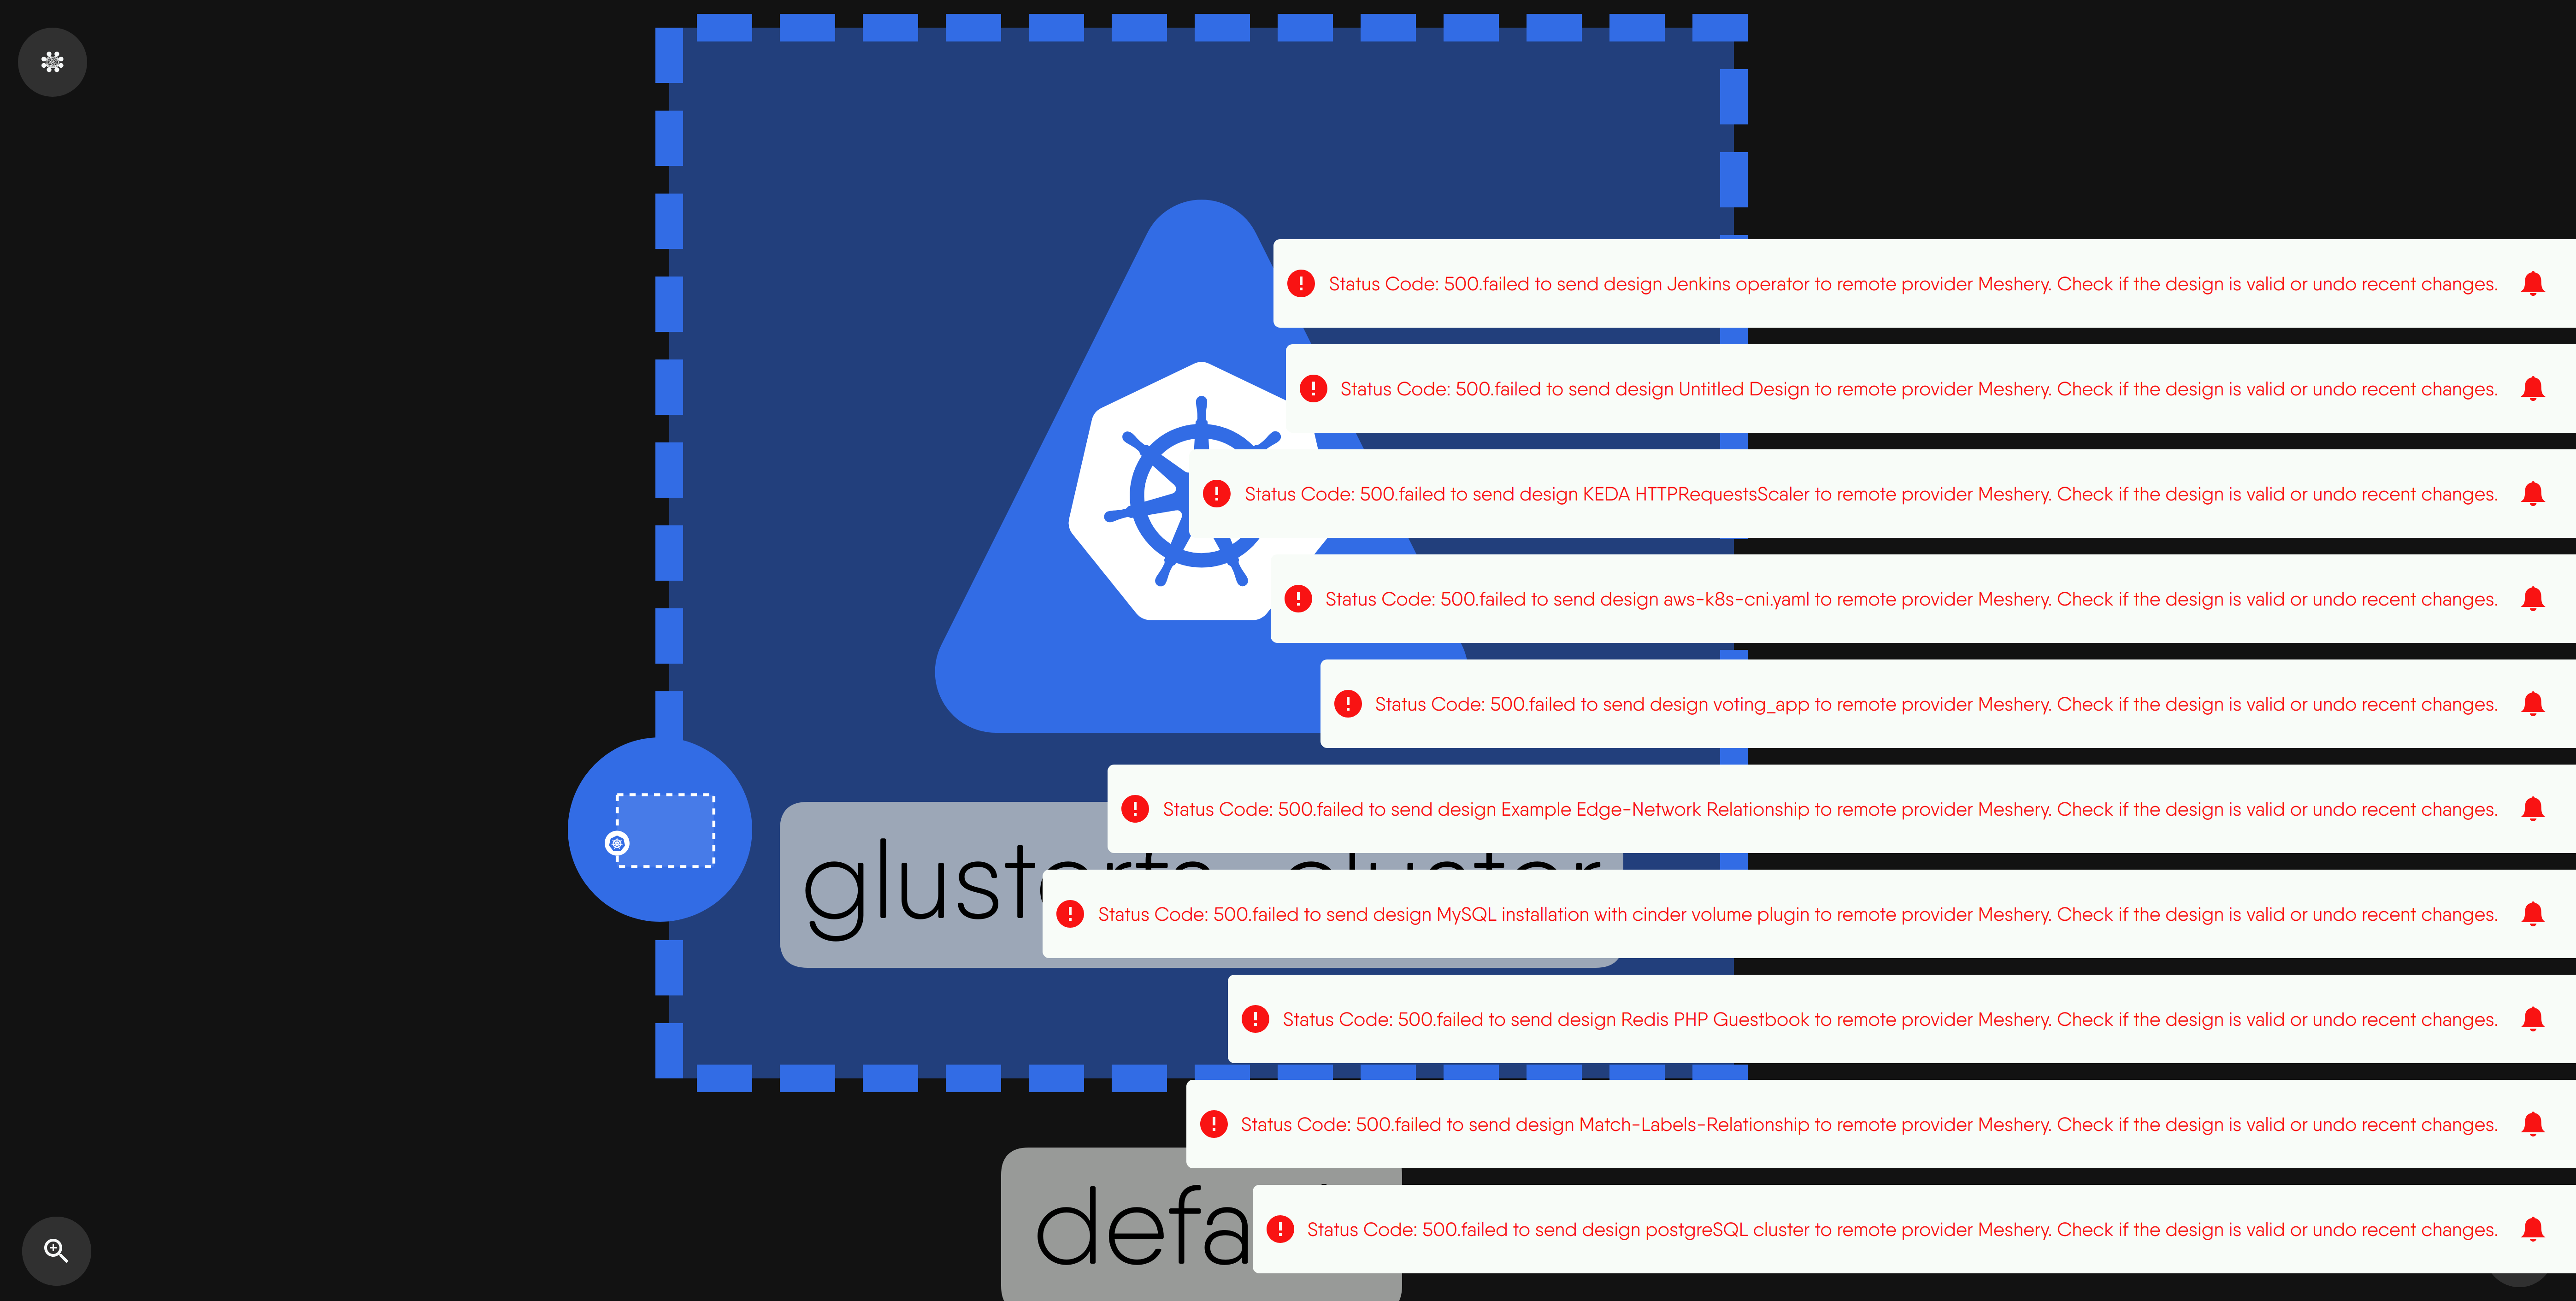 Status Code: 500.failed to send design Jenkins operator to remote provider Meshery. Check if the design is valid or undo recent changes.
Status Code: 500.failed to send design Untitled Design to remote provider Meshery. Check if the design is valid or undo recent changes.
Status Code: 500.failed to send design KEDA HTTPRequestsScaler to remote provider Meshery. Check if the design is valid or undo recent changes.
Status Code: 500.failed to send design aws-k8s-cni.yaml to remote provider Meshery. Check if the design is valid or undo recent changes.
Status Code: 500.failed to send design voting_app to remote provider Meshery. Check if the design is valid or undo recent changes.
Status Code: 500.failed to send design Example Edge-Network Relationship to remote provider Meshery. Check if the design is valid or undo recent changes.
Status Code: 500.failed to send design MySQL installation with cinder volume plugin to remote provider Meshery. Check if the design is valid or undo recent changes.
Status Code: 500.failed to send design Redis PHP Guestbook to remote provider Meshery. Check if the design is valid or undo recent changes.
Status Code: 500.failed to send design Match-Labels-Relationship to remote provider Meshery. Check if the design is valid or undo recent changes.
Status Code: 500.failed to send design postgreSQL cluster to remote provider Meshery. Check if the design is valid or undo recent changes.